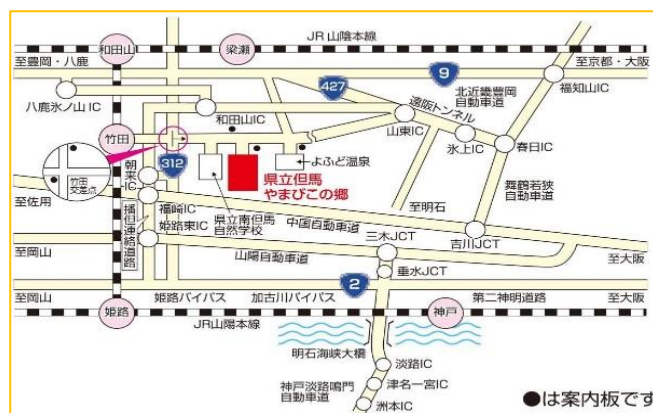 JR山陰本線
和田山
梁瀬
至豊岡・八鹿
至京都・大阪
9
427
遠阪トンネル
北近畿豊岡
自動車道
福知山IC
八鹿氷ノ山IC
和田山IC
山東IC
氷上IC
春日IC
竹田
朝来IC
312
よふど温泉
竹田
交差点
県立南但馬
自然学校
県立但馬
やまびこの郷
舞鶴若狭
自動車道
至佐用
福崎IC
中国自動車道
至明石
播但連絡道路
姫路東IC
吉川JCT
至岡山
山陽自動車道
三木JCT
至大阪
垂水JCT
2
至岡山
姫路バイパス
加古川バイパス
第二神明道路
至大阪
姫路
JR山陽本線
神戸
明石海峡大橋
淡路IC
神戸淡路鳴門
自動車道
津名一宮IC
洲本IC
●は案内板です